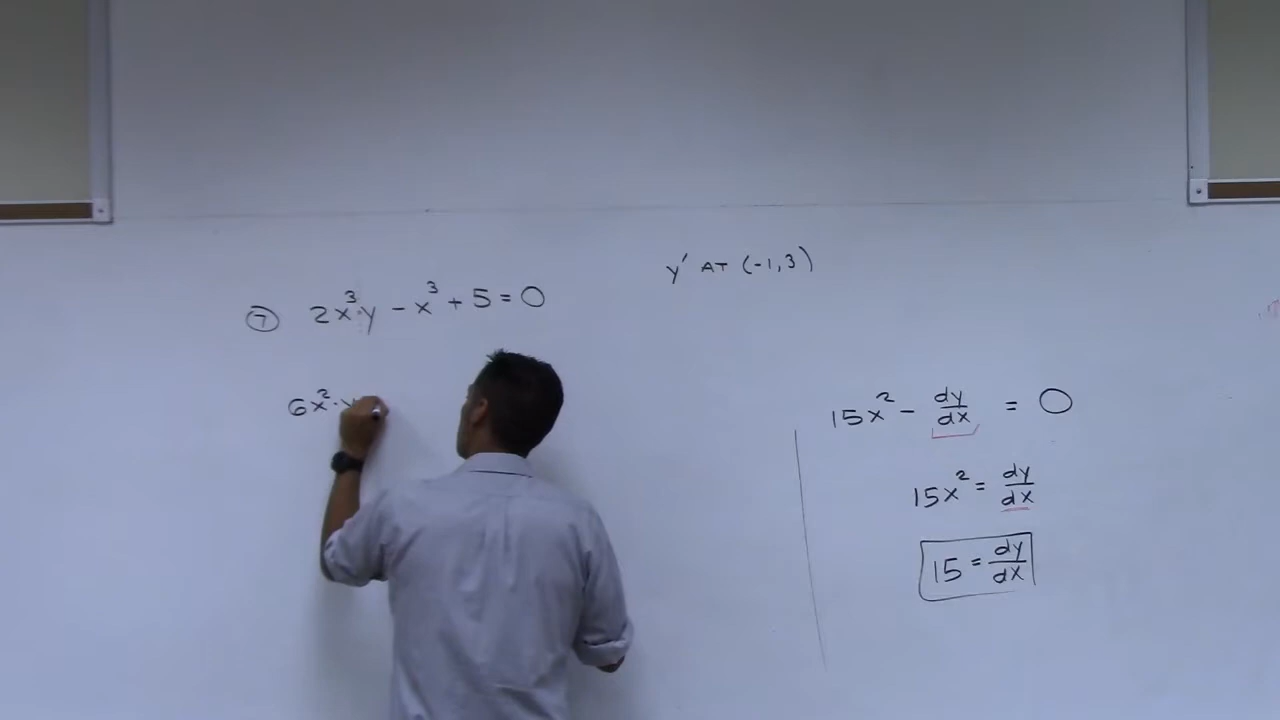 y' AT (-1,3)
⑦ 2x³·y - x³ + 5 = 0
6x²·y
15x² - dy/dx = 0
15x² = dy/dx
15 = dy/dx